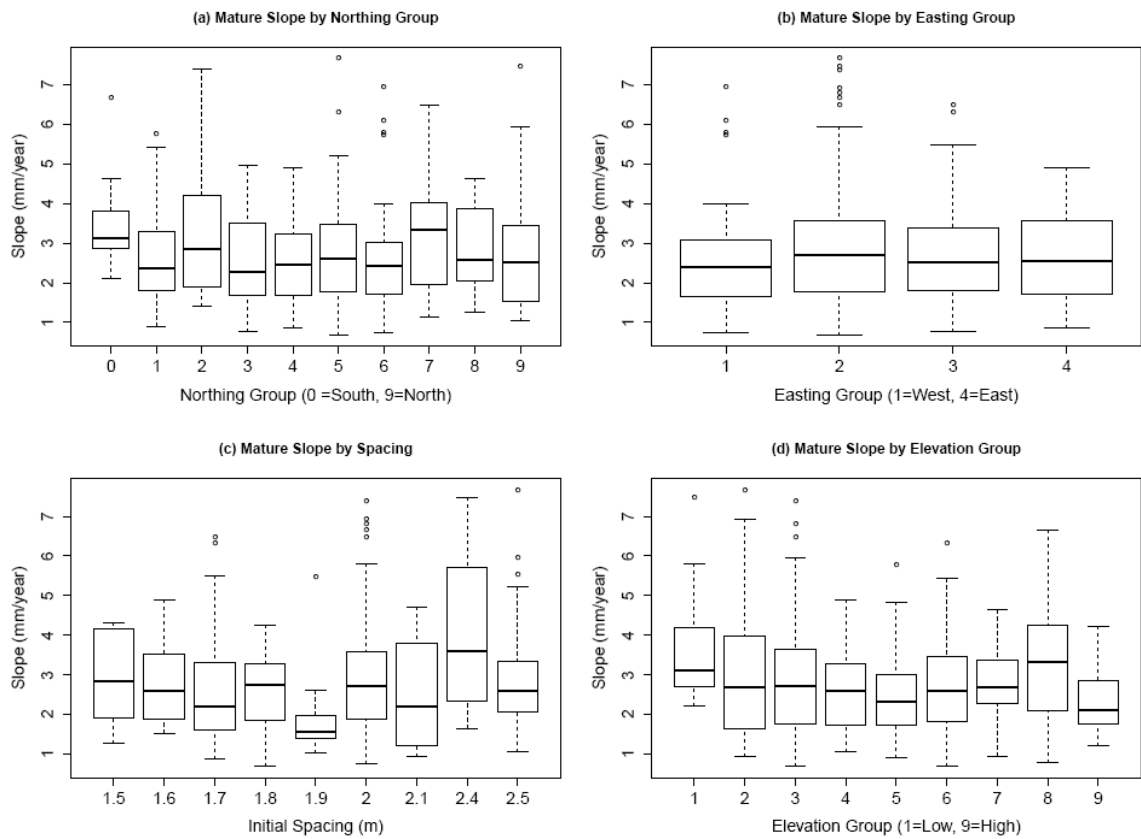 (a) Mature Slope by Northing Group
Slope (mm/year)
7
6
5
4
3
2
1
0 1 2 3 4 5 6 7 8 9
Northing Group (0 =South, 9=North)
(b) Mature Slope by Easting Group
Slope (mm/year)
7
6
5
4
3
2
1
1 2 3 4
Easting Group (1=West, 4=East)
(c) Mature Slope by Spacing
Slope (mm/year)
7
6
5
4
3
2
1
1.5 1.6 1.7 1.8 1.9 2 2.1 2.4 2.5
Initial Spacing (m)
(d) Mature Slope by Elevation Group
Slope (mm/year)
7
6
5
4
3
2
1
1 2 3 4 5 6 7 8 9
Elevation Group (1=Low, 9=High)